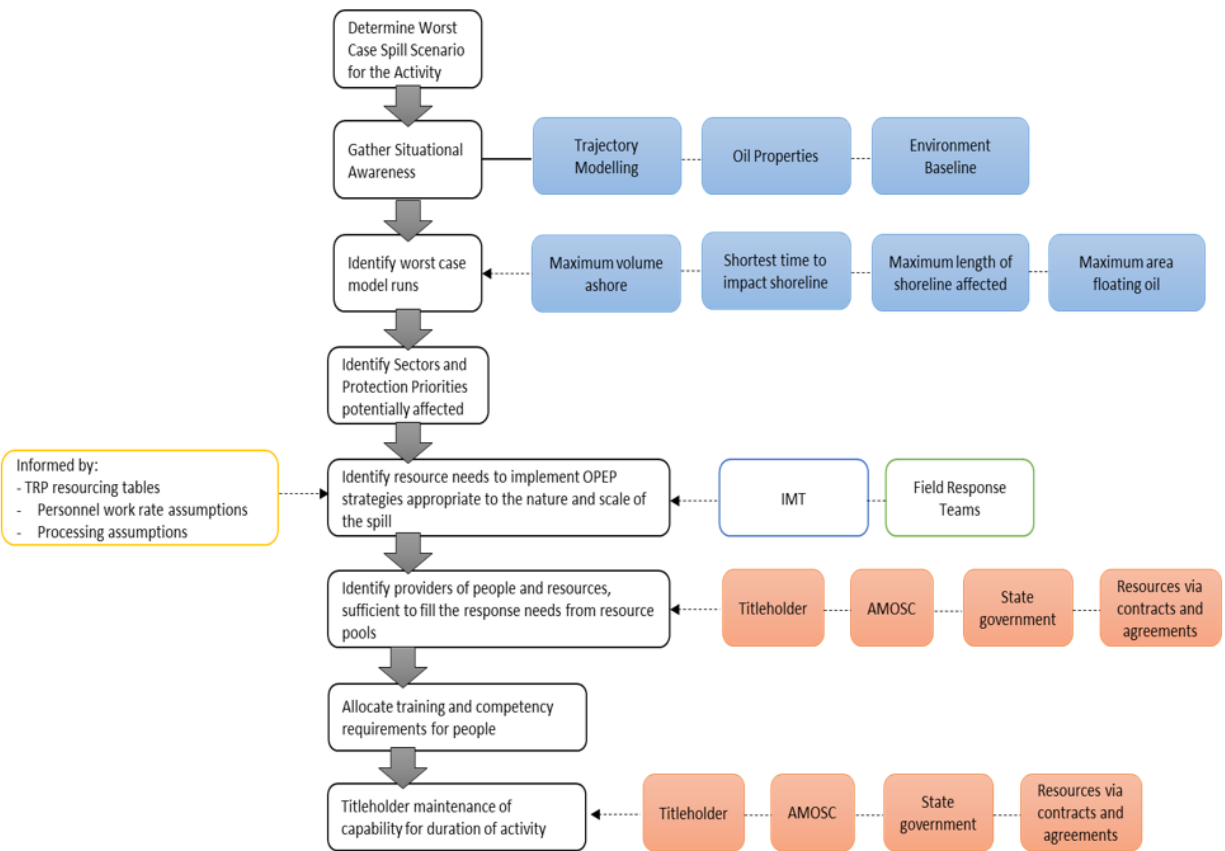 Determine Worst
Case Spill Scenario
for the Activity
Gather Situational
Awareness
Trajectory
Modelling
Oil Properties
Environment
Baseline
Identify worst case
model runs
Maximum volume
ashore
Shortest time to
impact shoreline
Maximum length of
shoreline affected
Maximum area
floating oil
Identify Sectors and
Protection Priorities
potentially affected
Informed by:
- TRP resourcing tables
- Personnel work rate assumptions
- Processing assumptions
Identify resource needs to implement OPEP
strategies appropriate to the nature and scale of
the spill
IMT
Field Response
Teams
Identify providers of people and resources,
sufficient to fill the response needs from resource
pools
Titleholder
AMOSC
State
government
Resources via
contracts and
agreements
Allocate training and competency
requirements for people
Titleholder maintenance of
capability for duration of activity
Titleholder
AMOSC
State
government
Resources via
contracts and
agreements